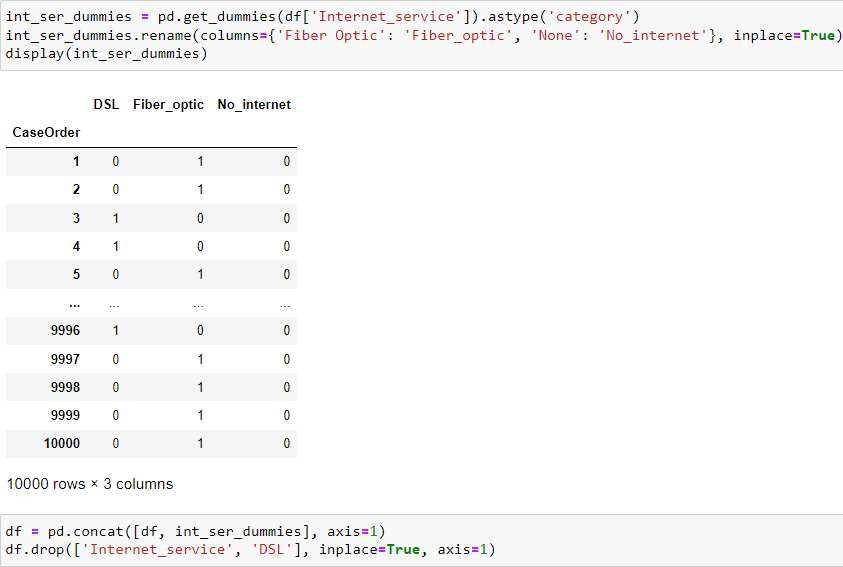 int_ser_dummies = pd.get_dummies(df['Internet_service']).astype('category')
int_ser_dummies.rename(columns={'Fiber Optic': 'Fiber_optic', 'None': 'No_internet'}, inplace=True)
display(int_ser_dummies)
DSL Fiber_optic No_internet
CaseOrder
1 0 1 0
2 0 1 0
3 1 0 0
4 1 0 0
5 0 1 0
... ... ... ...
9996 1 0 0
9997 0 1 0
9998 0 1 0
9999 0 1 0
10000 0 1 0
10000 rows × 3 columns
df = pd.concat([df, int_ser_dummies], axis=1)
df.drop(['Internet_service', 'DSL'], inplace=True, axis=1)